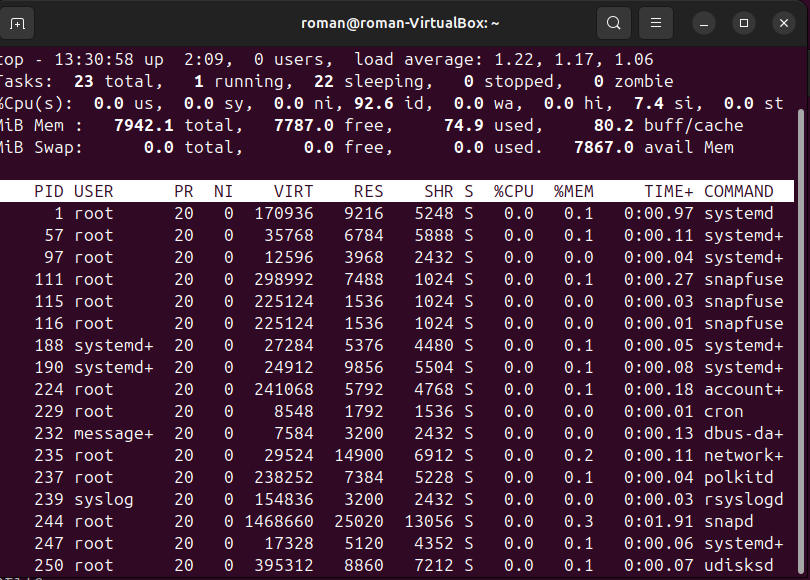 roman@roman-VirtualBox: ~
top - 13:30:58 up  2:09,  0 users,  load average: 1.22, 1.17, 1.06
Tasks:  23 total,   1 running,  22 sleeping,   0 stopped,   0 zombie
%Cpu(s):  0.0 us,  0.0 sy,  0.0 ni, 92.6 id,  0.0 wa,  0.0 hi,  7.4 si,  0.0 st
MiB Mem :   7942.1 total,   7787.0 free,     74.9 used,     80.2 buff/cache
MiB Swap:      0.0 total,      0.0 free,      0.0 used.   7867.0 avail Mem
PID USER      PR  NI    VIRT    RES    SHR S  %CPU  %MEM     TIME+ COMMAND
1 root      20   0  170936   9216   5248 S   0.0   0.1   0:00.97 systemd
57 root      20   0   35768   6784   5888 S   0.0   0.1   0:00.11 systemd+
97 root      20   0   12596   3968   2432 S   0.0   0.0   0:00.04 systemd+
111 root      20   0  298992   7488   1024 S   0.0   0.1   0:00.27 snapfuse
115 root      20   0  225124   1536   1024 S   0.0   0.0   0:00.03 snapfuse
116 root      20   0  225124   1536   1024 S   0.0   0.0   0:00.01 snapfuse
188 systemd+  20   0   27284   5376   4480 S   0.0   0.1   0:00.05 systemd+
190 systemd+  20   0   24912   9856   5504 S   0.0   0.1   0:00.08 systemd+
224 root      20   0  241068   5792   4768 S   0.0   0.1   0:00.18 account+
229 root      20   0    8548   1792   1536 S   0.0   0.0   0:00.01 cron
232 message+  20   0    7584   3200   2432 S   0.0   0.0   0:00.13 dbus-da+
235 root      20   0   29524  14900   6912 S   0.0   0.2   0:00.11 network+
237 root      20   0  238252   7384   5228 S   0.0   0.1   0:00.04 polkitd
239 syslog    20   0  154836   3200   2432 S   0.0   0.0   0:00.03 rsyslogd
244 root      20   0 1468660  25020  13056 S   0.0   0.3   0:01.91 snapd
247 root      20   0   17328   5120   4352 S   0.0   0.1   0:00.06 systemd+
250 root      20   0  395312   8860   7212 S   0.0   0.1   0:00.07 udisksd